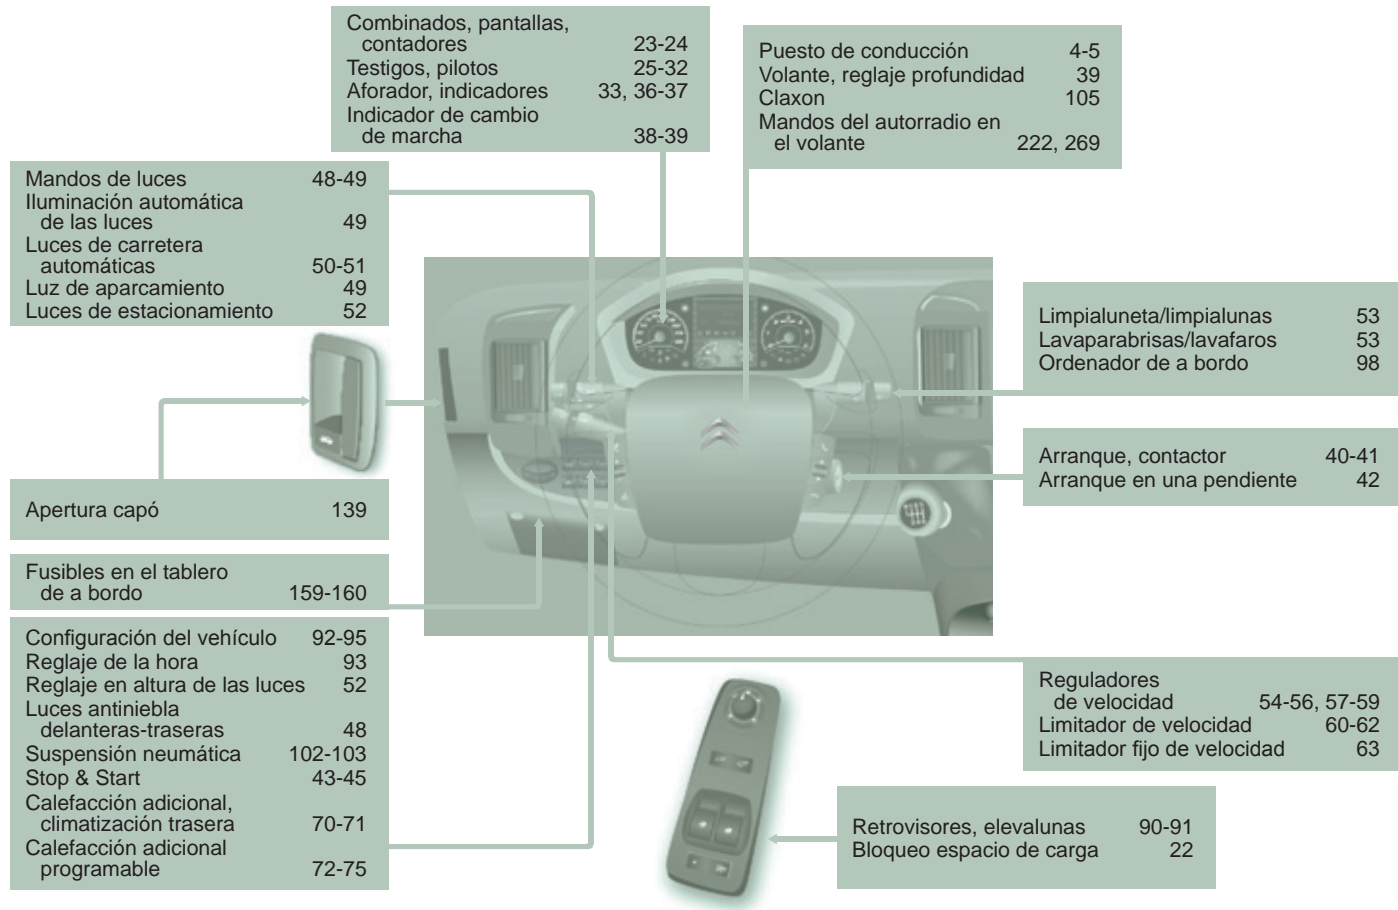 Combinados, pantallas,
contadores 23-24
Testigos, pilotos 25-32
Aforador, indicadores 33, 36-37
Indicador de cambio
de marcha 38-39
Puesto de conducción 4-5
Volante, reglaje profundidad 39
Claxon 105
Mandos del autorradio en
el volante 222, 269
Mandos de luces 48-49
Iluminación automática
de las luces 49
Luces de carretera
automáticas 50-51
Luz de aparcamiento 49
Luces de estacionamiento 52
Limpialuneta/limpialunas 53
Lavaparabrisas/lavafaros 53
Ordenador de a bordo 98
Arranque, contactor 40-41
Arranque en una pendiente 42
Apertura capó 139
Fusibles en el tablero
de a bordo 159-160
Configuración del vehículo 92-95
Reglaje de la hora 93
Reglaje en altura de las luces 52
Luces antiniebla
delanteras-traseras 48
Suspensión neumática 102-103
Stop & Start 43-45
Calefacción adicional,
climatización trasera 70-71
Calefacción adicional
programable 72-75
Reguladores
de velocidad 54-56, 57-59
Limitador de velocidad 60-62
Limitador fijo de velocidad 63
Retrovisores, elevalunas 90-91
Bloqueo espacio de carga 22